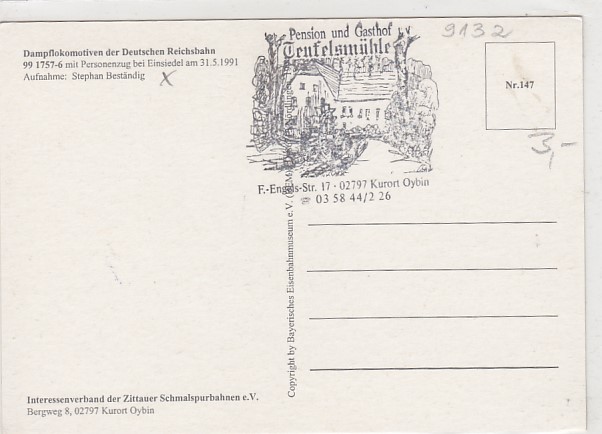 Dampflokomotiven der Deutschen Reichsbahn
99 1757-6 mit Personenzug bei Einsiedel am 31.5.1991
Aufnahme: Stephan Beständig
x
Pension und Gasthof
Teufelsmühle
F.-Engels-Str. 17 · 02797 Kurort Oybin
☎ 03 58 44/2 26
9132
Nr.147
3,-
Copyright by Bayerisches Eisenbahnmuseum e.V.
Interessenverband der Zittauer Schmalspurbahnen e.V.
Bergweg 8, 02797 Kurort Oybin